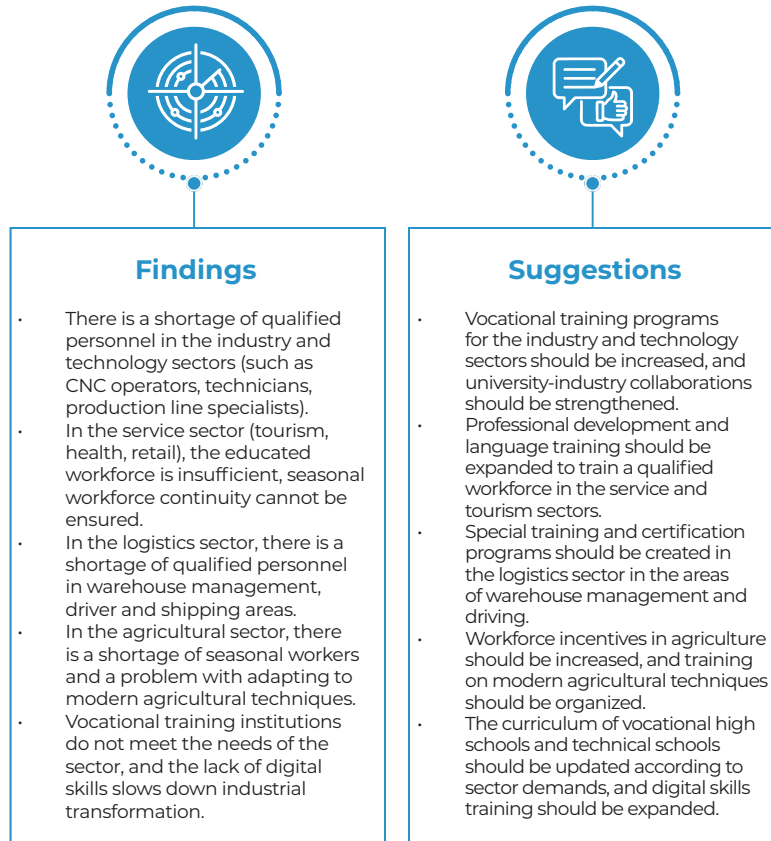 Findings
· There is a shortage of qualified
personnel in the industry and
technology sectors (such as
CNC operators, technicians,
production line specialists).
· In the service sector (tourism,
health, retail), the educated
workforce is insufficient, seasonal
workforce continuity cannot be
ensured.
· In the logistics sector, there is a
shortage of qualified personnel
in warehouse management,
driver and shipping areas.
· In the agricultural sector, there
is a shortage of seasonal workers
and a problem with adapting to
modern agricultural techniques.
· Vocational training institutions
do not meet the needs of the
sector, and the lack of digital
skills slows down industrial
transformation.
Suggestions
· Vocational training programs
for the industry and technology
sectors should be increased, and
university-industry collaborations
should be strengthened.
· Professional development and
language training should be
expanded to train a qualified
workforce in the service and
tourism sectors.
· Special training and certification
programs should be created in
the logistics sector in the areas
of warehouse management and
driving.
· Workforce incentives in agriculture
should be increased, and training
on modern agricultural techniques
should be organized.
· The curriculum of vocational high
schools and technical schools
should be updated according to
sector demands, and digital skills
training should be expanded.